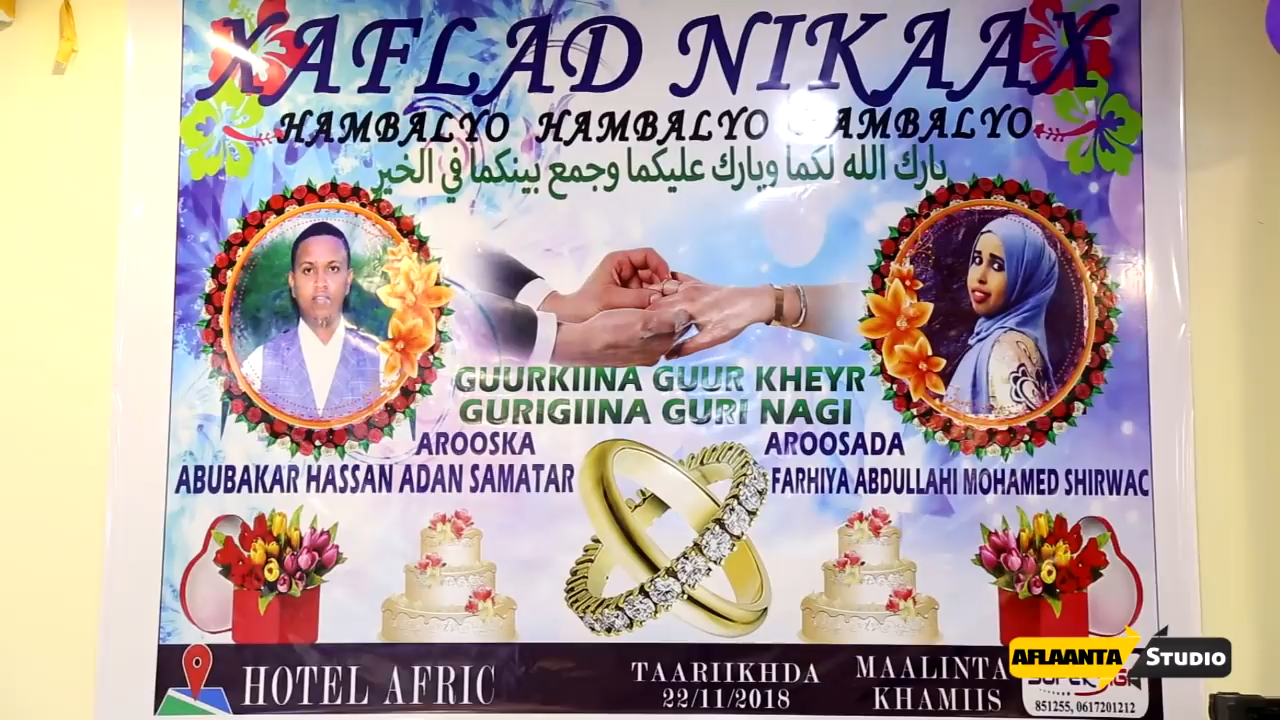 XAFLAD NIKAAX
HAMBALYO HAMBALYO HAMBALYO
بارك الله لكما وبارك عليكما وجمع بينكما في الخير
GUURKIINA GUUR KHEYR
GURIGIINA GURI NAGI
AROOSKA
ABUBAKAR HASSAN ADAN SAMATAR
AROOSADA
FARHIYA ABDULLAHI MOHAMED SHIRWAC
HOTEL AFRIC
TAARIIKHDA
22/11/2018
MAALINTA
KHAMIIS
AFLAANTA STUDIO
851255, 0617201212